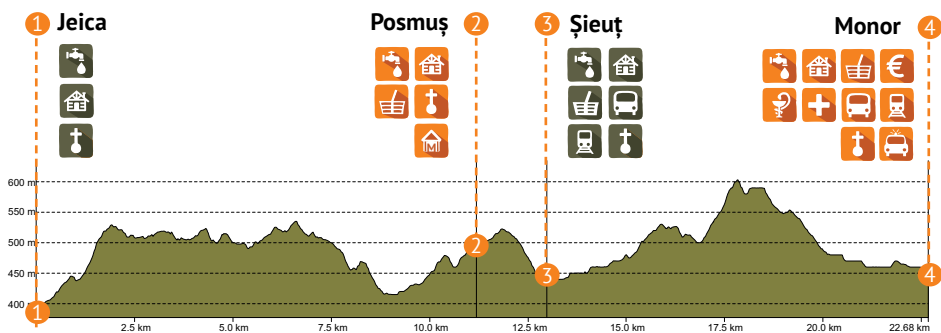 1 Jeica
Posmuș 2
3 Șieuț
Monor 4
€
600 m
550 m
500 m
450 m
400 m
1
2
3
4
2.5 km 5.0 km 7.5 km 10.0 km 12.5 km 15.0 km 17.5 km 20.0 km 22.68 km